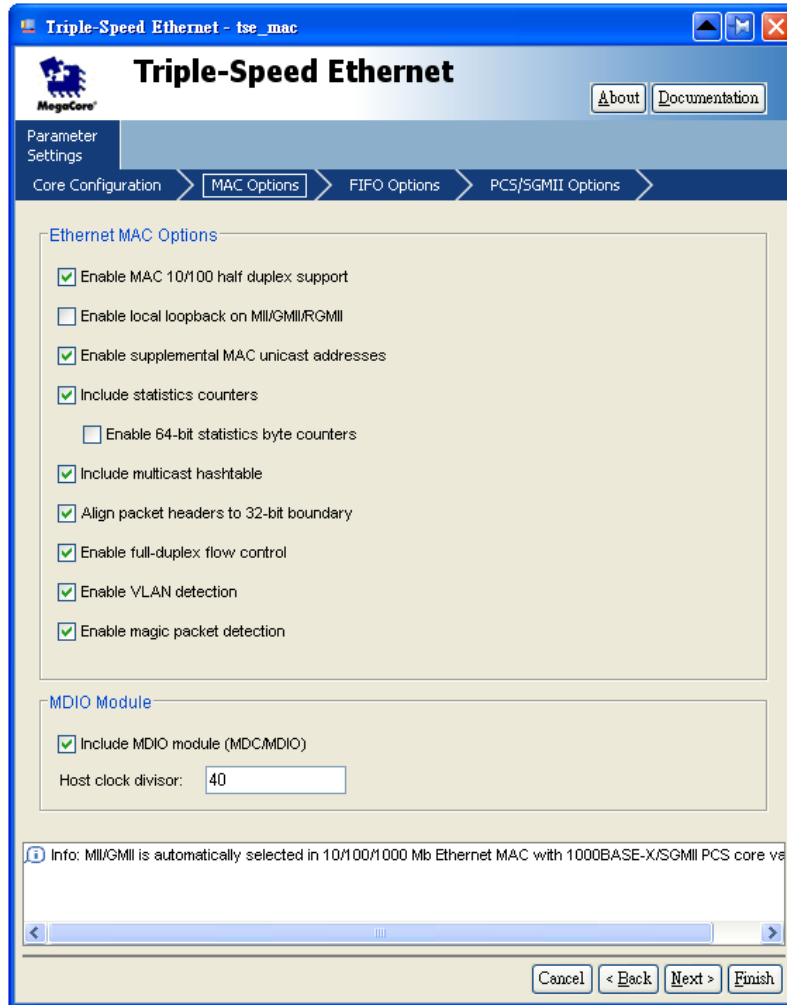 Triple-Speed Ethernet - tse_mac
MegaCore®
Triple-Speed Ethernet
About
Documentation
Parameter
Settings
Core Configuration
MAC Options
FIFO Options
PCS/SGMII Options
Ethernet MAC Options
Enable MAC 10/100 half duplex support
Enable local loopback on MII/GMII/RGMII
Enable supplemental MAC unicast addresses
Include statistics counters
Enable 64-bit statistics byte counters
Include multicast hashtable
Align packet headers to 32-bit boundary
Enable full-duplex flow control
Enable VLAN detection
Enable magic packet detection
MDIO Module
Include MDIO module (MDC/MDIO)
Host clock divisor: 40
Info: MII/GMII is automatically selected in 10/100/1000 Mb Ethernet MAC with 1000BASE-X/SGMII PCS core va
Cancel
< Back
Next >
Finish